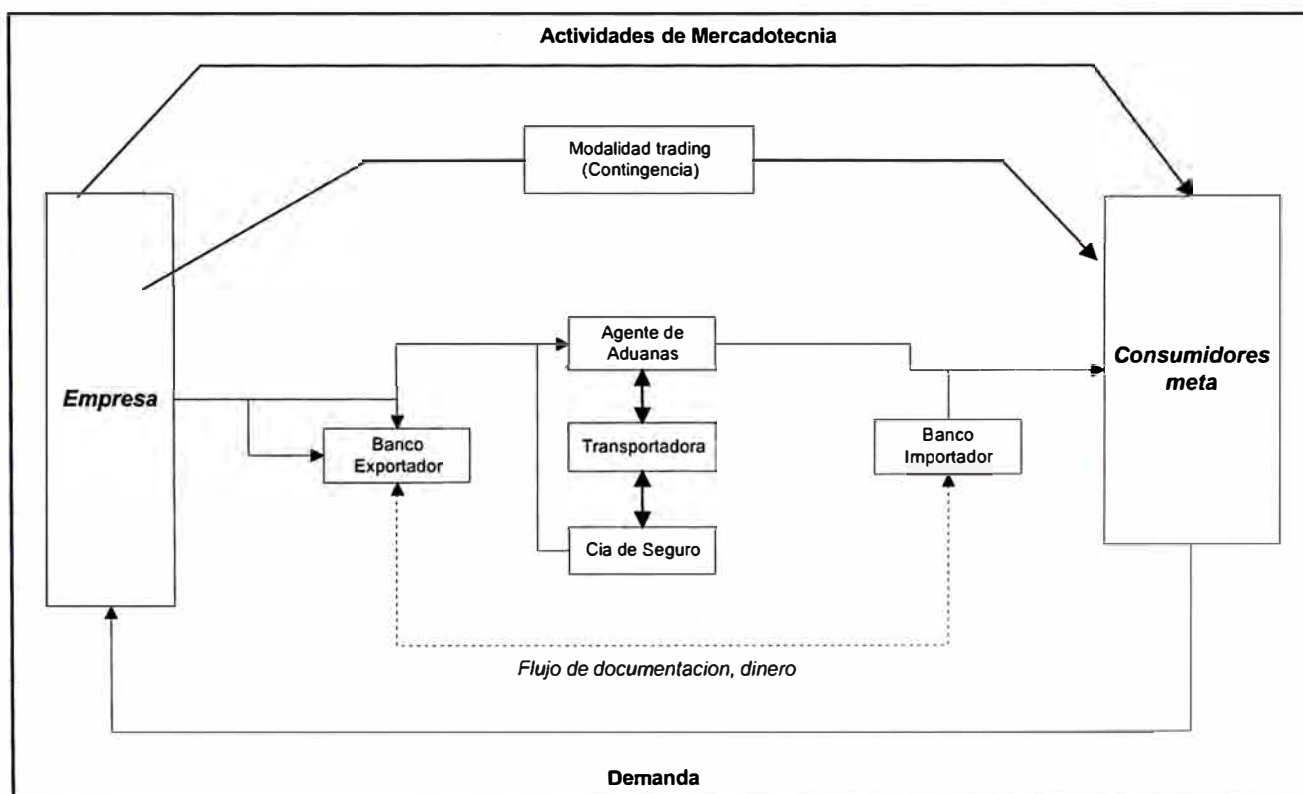 Actividades de Mercadotecnia
Modalidad trading
(Contingencia)
Agente de
Aduanas
Consumidores
meta
Empresa
Banco
Exportador
Transportadora
Banco
Importador
Cia de Seguro
Flujo de documentacion, dinero
Demanda